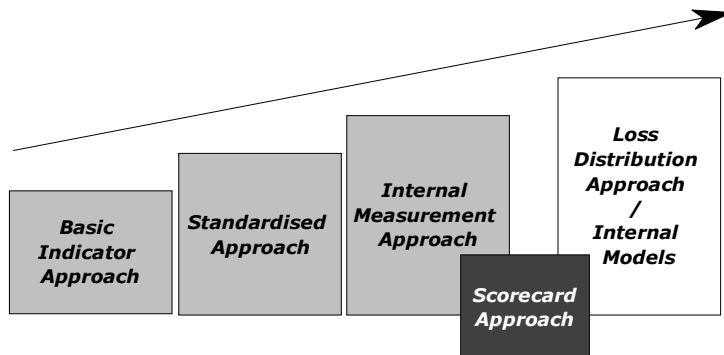 Basic
Indicator
Approach
Standardised
Approach
Internal
Measurement
Approach
Scorecard
Approach
Loss
Distribution
Approach
/
Internal
Models